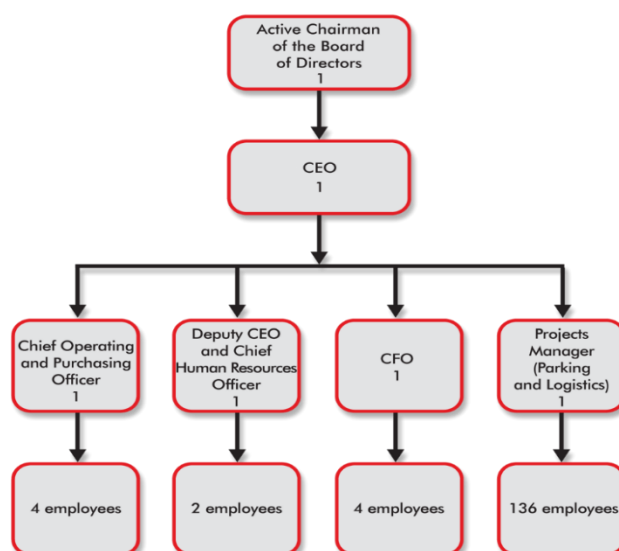 Active Chairman
of the Board
of Directors
1
CEO
1
Chief Operating
and Purchasing
Officer
1
Deputy CEO
and Chief
Human Resources
Officer
1
CFO
1
Projects
Manager
(Parking
and Logistics)
1
4 employees
2 employees
4 employees
136 employees